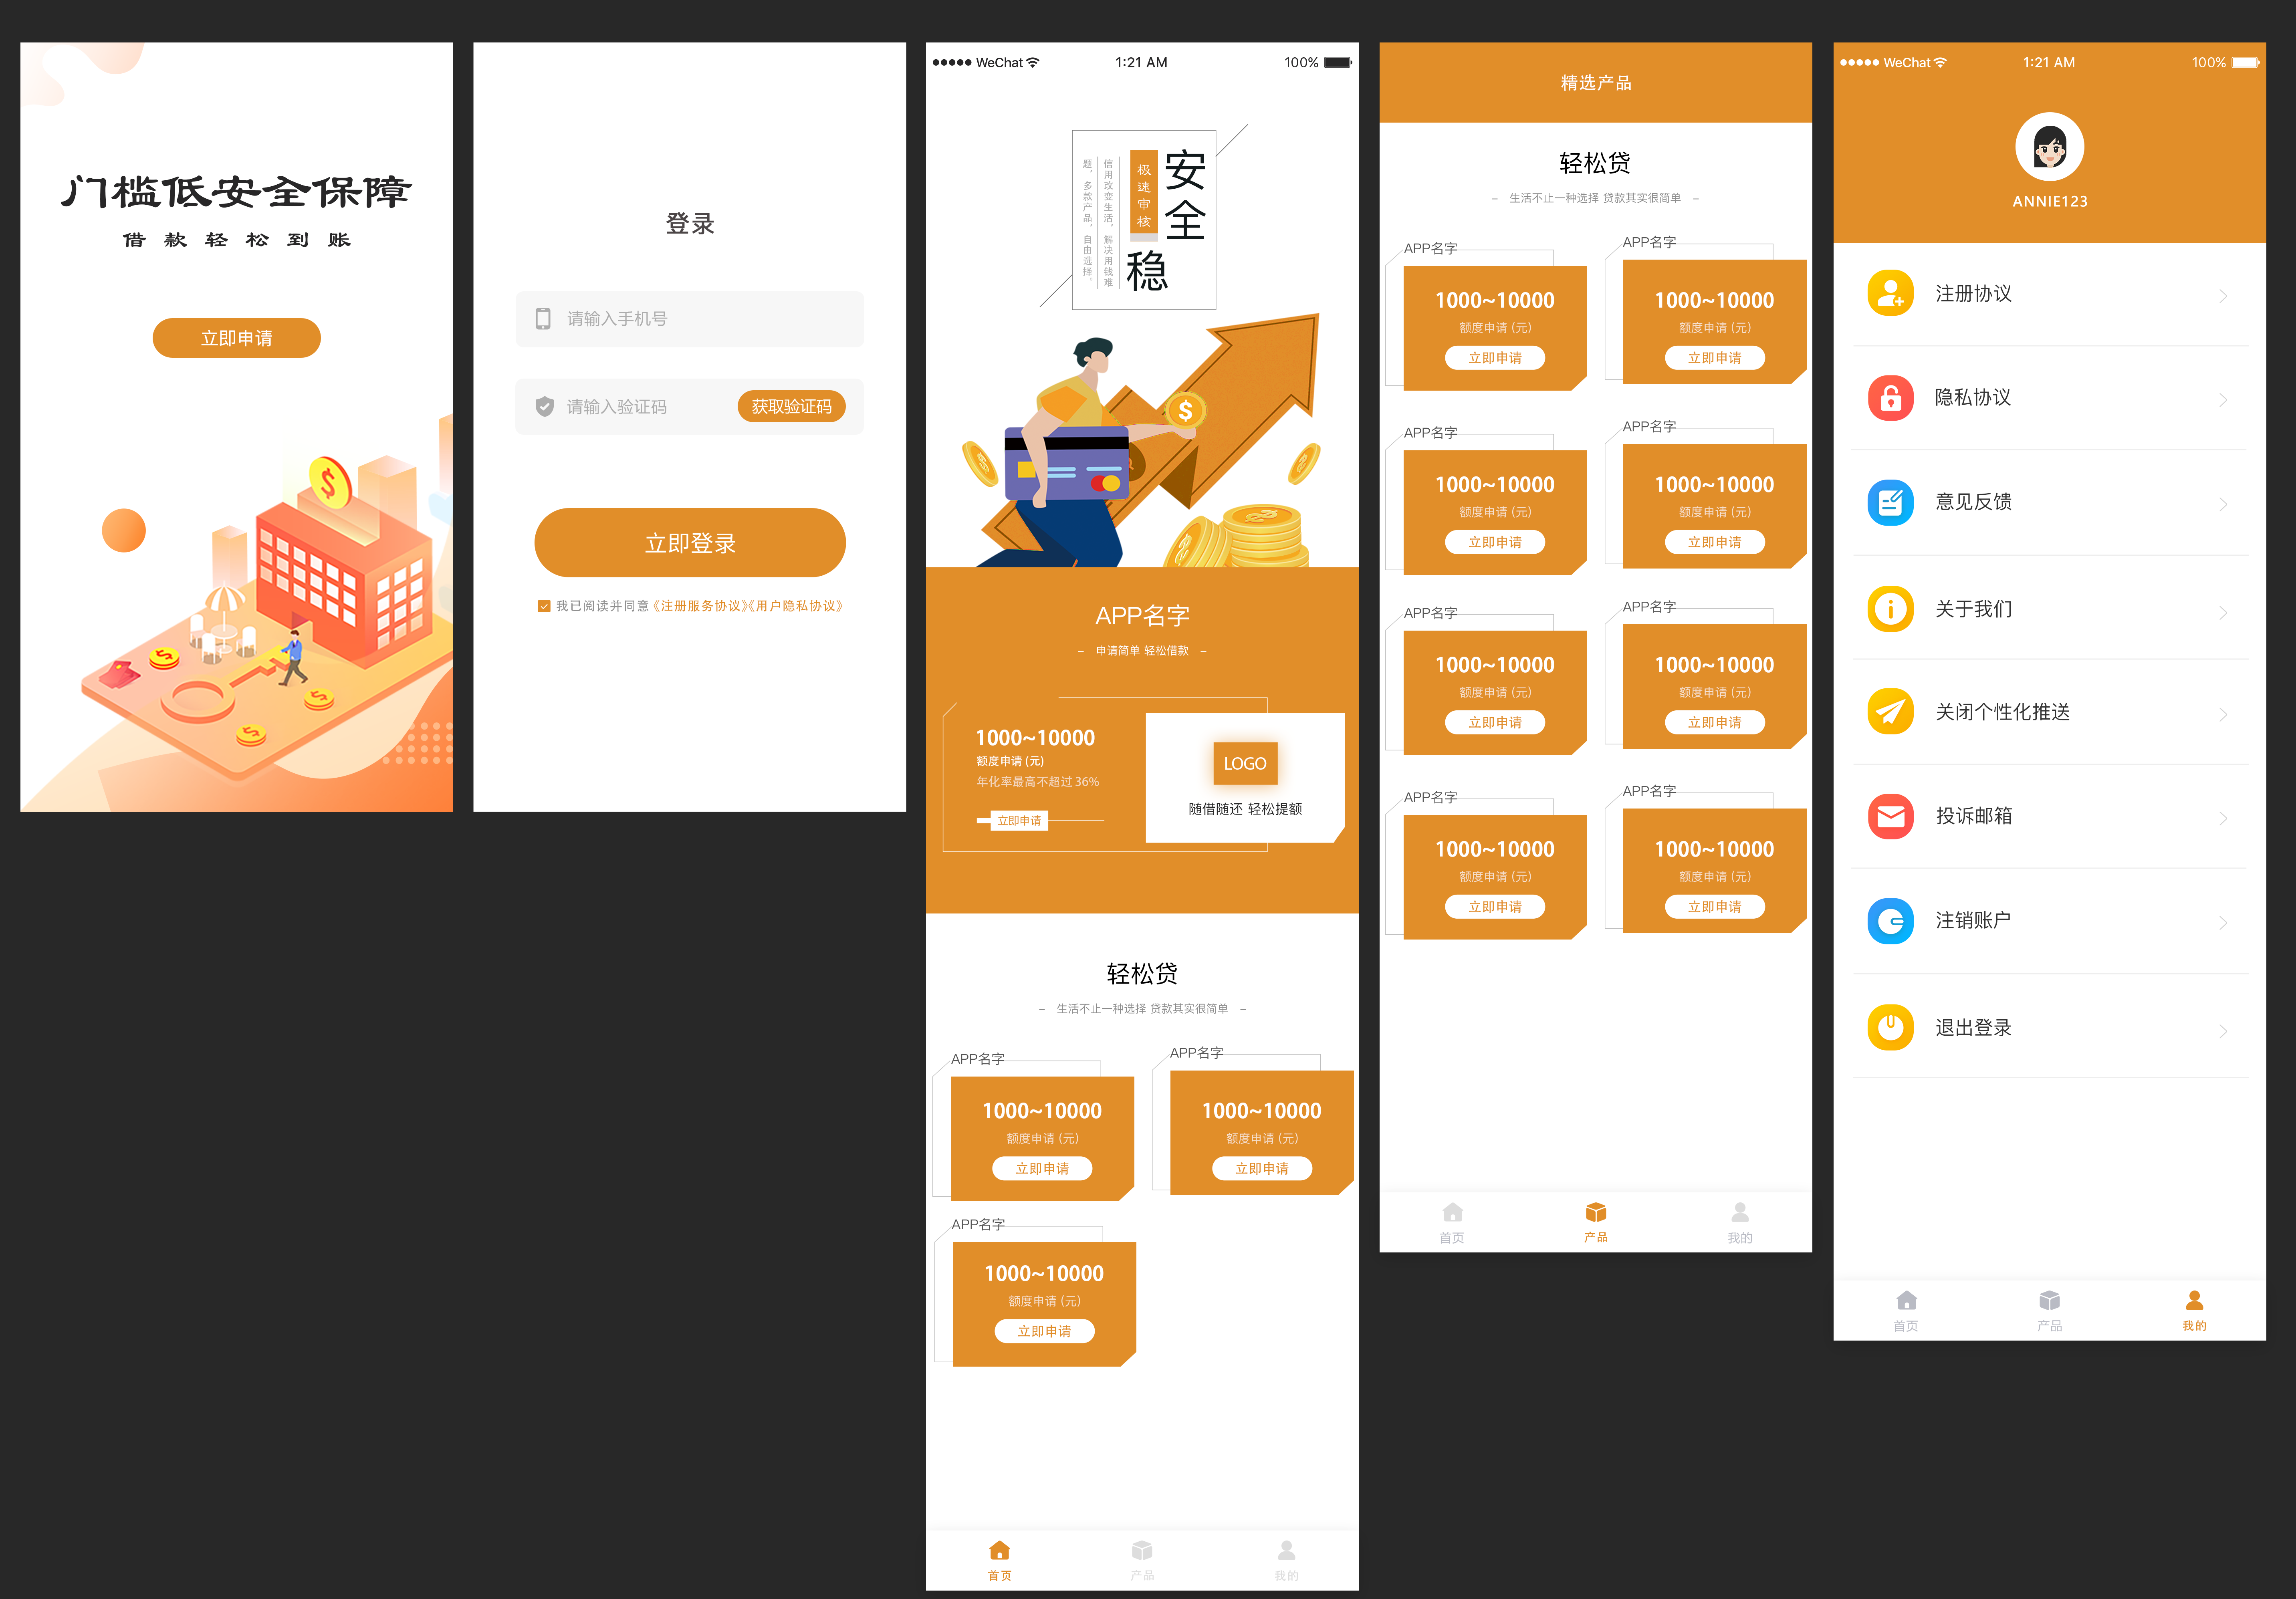 门槛低安全保障
借款轻松到账
立即申请
登录
请输入手机号
请输入验证码
获取验证码
立即登录
我已阅读并同意《注册服务协议》《用户隐私协议》
WeChat
1:21 AM
100%
安全
稳
极速审核
信用改变生活，解决用钱难
题，多款产品，自由选择。
APP名字
– 申请简单 轻松借款 –
1000~10000
额度申请 (元)
年化率最高不超过 36%
立即申请
LOGO
随借随还 轻松提额
轻松贷
– 生活不止一种选择 贷款其实很简单 –
APP名字
1000~10000
额度申请 (元)
立即申请
APP名字
1000~10000
额度申请 (元)
立即申请
APP名字
1000~10000
额度申请 (元)
立即申请
首页
产品
我的
精选产品
轻松贷
– 生活不止一种选择 贷款其实很简单 –
APP名字
1000~10000
额度申请 (元)
立即申请
APP名字
1000~10000
额度申请 (元)
立即申请
APP名字
1000~10000
额度申请 (元)
立即申请
APP名字
1000~10000
额度申请 (元)
立即申请
APP名字
1000~10000
额度申请 (元)
立即申请
APP名字
1000~10000
额度申请 (元)
立即申请
APP名字
1000~10000
额度申请 (元)
立即申请
APP名字
1000~10000
额度申请 (元)
立即申请
首页
产品
我的
WeChat
1:21 AM
100%
ANNIE123
注册协议
隐私协议
意见反馈
关于我们
关闭个性化推送
投诉邮箱
注销账户
退出登录
首页
产品
我的